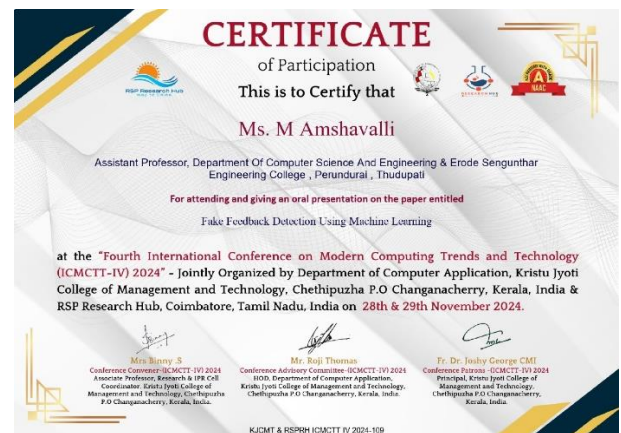 CERTIFICATE
of Participation
This is to Certify that
RSP Research Hub
NAAC
A
Ms. M Amshavalli
Assistant Professor, Department Of Computer Science And Engineering & Erode Sengunthar
Engineering College , Perundurai , Thudupati
For attending and giving an oral presentation on the paper entitled
Fake Feedback Detection Using Machine Learning
at the "Fourth International Conference on Modern Computing Trends and Technology
(ICMCTT-IV) 2024" - Jointly Organized by Department of Computer Application, Kristu Jyoti
College of Management and Technology, Chethipuzha P.O Changanacherry, Kerala, India &
RSP Research Hub, Coimbatore, Tamil Nadu, India on 28th & 29th November 2024.
Mrs.Binny .S
Conference Convener-(ICMCTT-IV) 2024
Associate Professor, Research & IPR Cell
Coordinator. Kristu Jyoti College of
Management and Technology, Chethipuzha
P.O Changanacherry, Kerala, India.
Mr. Roji Thomas
Conference Advisory Committee-(ICMCTT-IV) 2024
HOD, Department of Computer Application,
Kristu Jyoti College of Management and Technology,
Chethipuzha P.O Changanacherry, Kerala, India.
Fr. Dr. Joshy George CMI
Conference Patrons -(ICMCTT-IV) 2024
Principal, Kristu Jyoti College of
Management and Technology,
Chethipuzha P.O Changanacherry,
Kerala, India.
KJCMT & RSPRH ICMCTT IV 2024-109